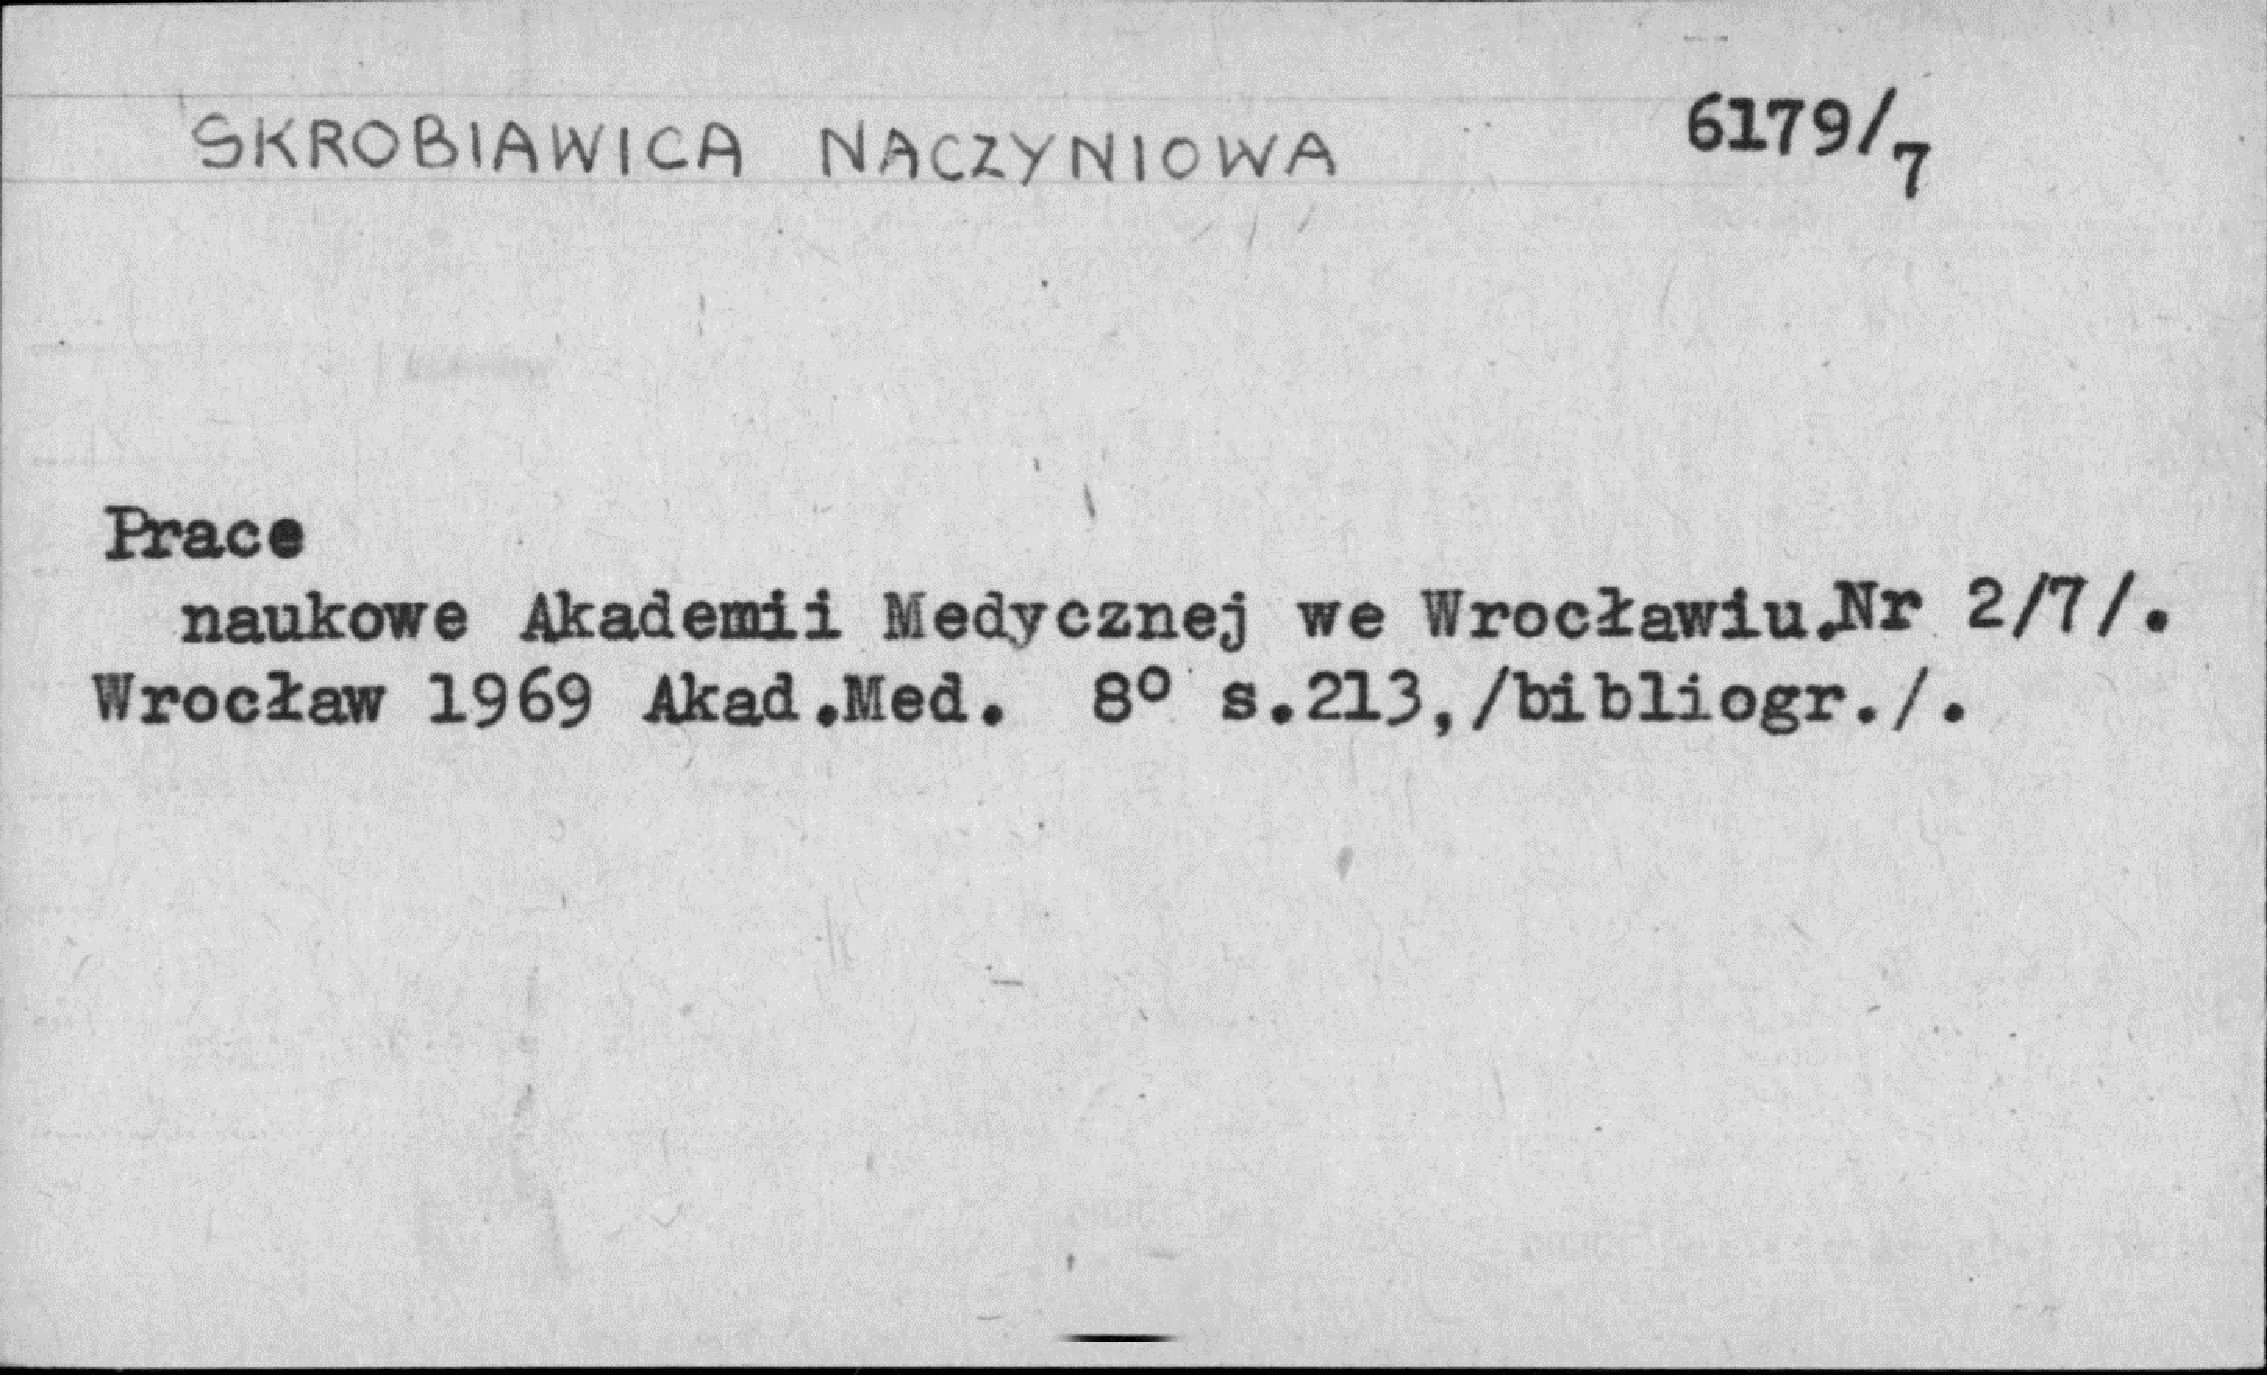 SKROBIAWICA NACZYNIOWA 6179/7
Prace
naukowe Akademii Medycznej we Wrocławiu.Nr 2/7/.
Wrocław 1969 Akad.Med. 8° s.213,/bibliogr./.